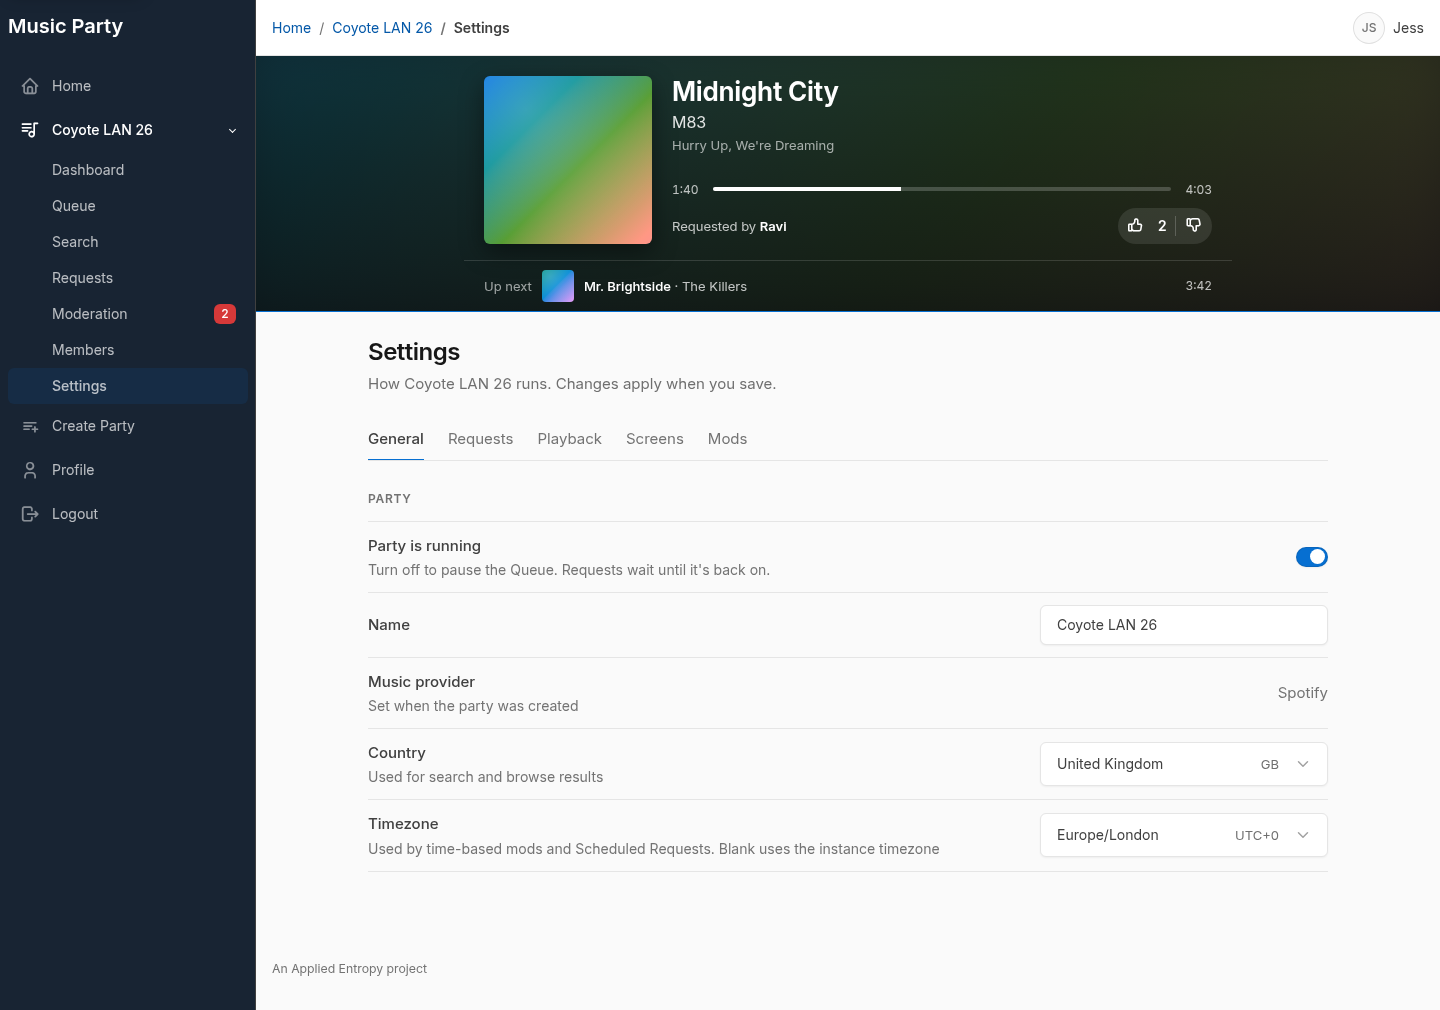 Music Party
Home
Coyote LAN 26
Dashboard
Queue
Search
Requests
Moderation 2
Members
Settings
Create Party
Profile
Logout
Home / Coyote LAN 26 / Settings
JS Jess
Midnight City
M83
Hurry Up, We're Dreaming
1:40 4:03
Requested by Ravi 2
Up next Mr. Brightside · The Killers 3:42
Settings
How Coyote LAN 26 runs. Changes apply when you save.
General Requests Playback Screens Mods
PARTY
Party is running
Turn off to pause the Queue. Requests wait until it's back on.
Name Coyote LAN 26
Music provider
Set when the party was created
Spotify
Country
Used for search and browse results
United Kingdom GB
Timezone
Used by time-based mods and Scheduled Requests. Blank uses the instance timezone
Europe/London UTC+0
An Applied Entropy project